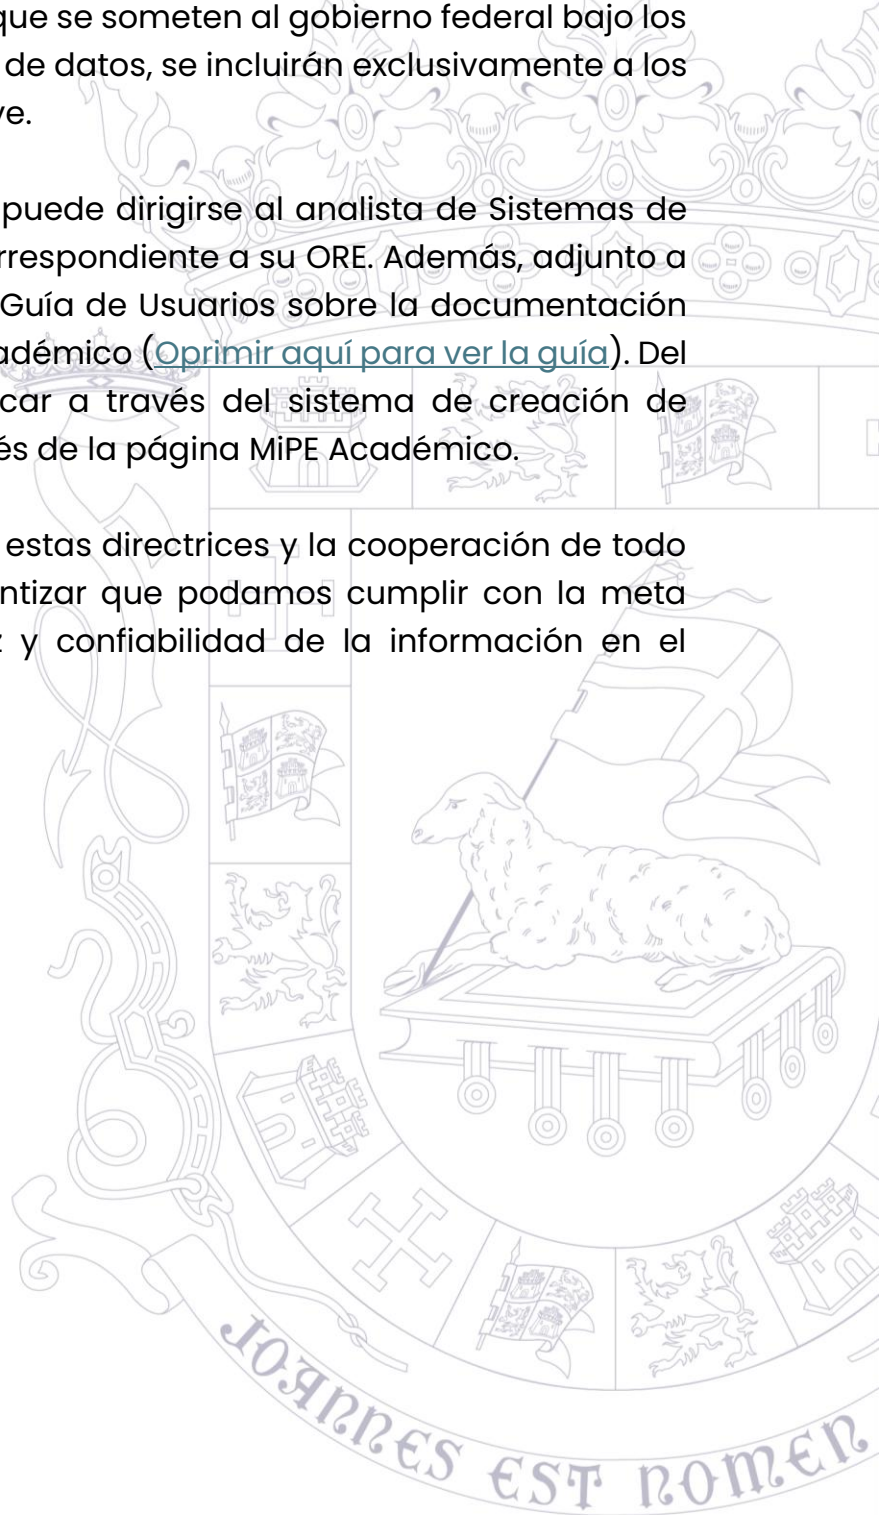 que se someten al gobierno federal bajo los
de datos, se incluirán exclusivamente a los
ve.
puede dirigirse al analista de Sistemas de
rrespondiente a su ORE. Además, adjunto a
Guía de Usuarios sobre la documentación
adémico (Oprimir aquí para ver la guía). Del
car a través del sistema de creación de
és de la página MiPE Académico.
estas directrices y la cooperación de todo
ntizar que podamos cumplir con la meta
z y confiabilidad de la información en el
JOANNES EST NOMEN